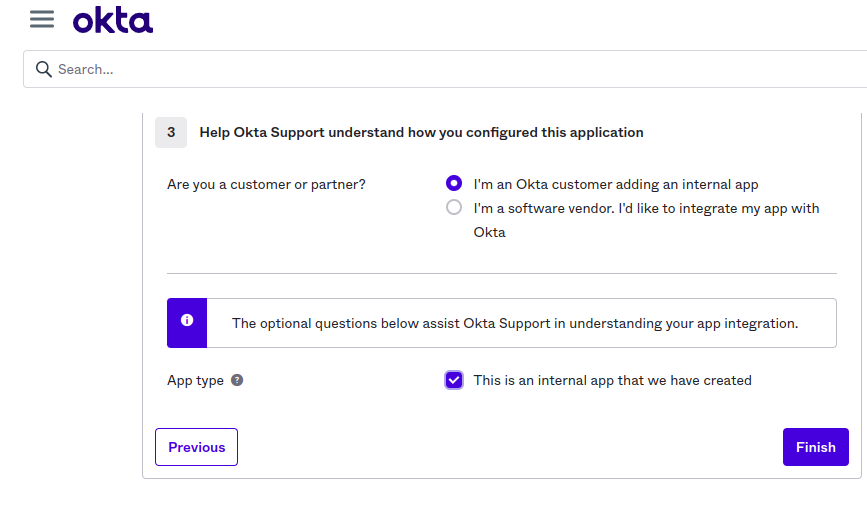 okta
Search...
3 Help Okta Support understand how you configured this application
Are you a customer or partner?
I'm an Okta customer adding an internal app
I'm a software vendor. I'd like to integrate my app with
Okta
The optional questions below assist Okta Support in understanding your app integration.
App type
This is an internal app that we have created
Previous
Finish